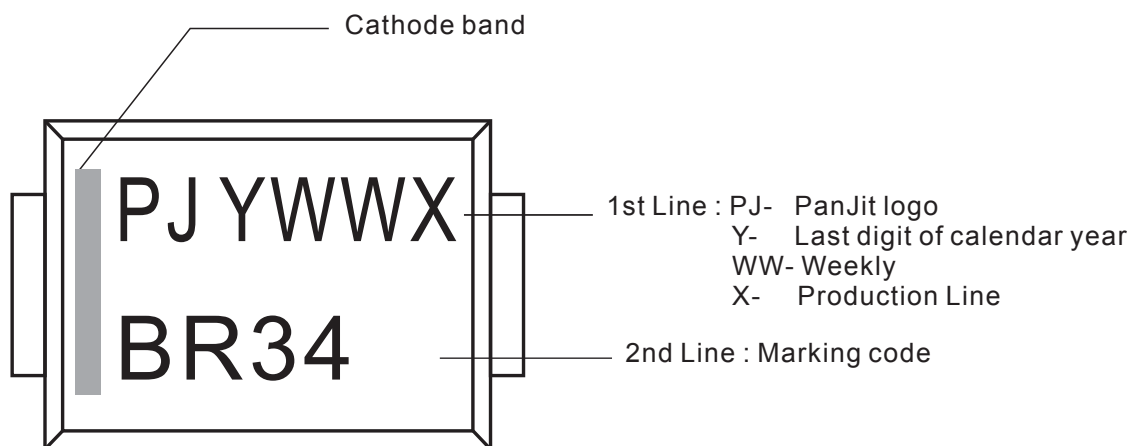 Cathode band
PJ YWWX
1st Line : PJ- PanJit logo
Y- Last digit of calendar year
WW- Weekly
X- Production Line
BR34
2nd Line : Marking code